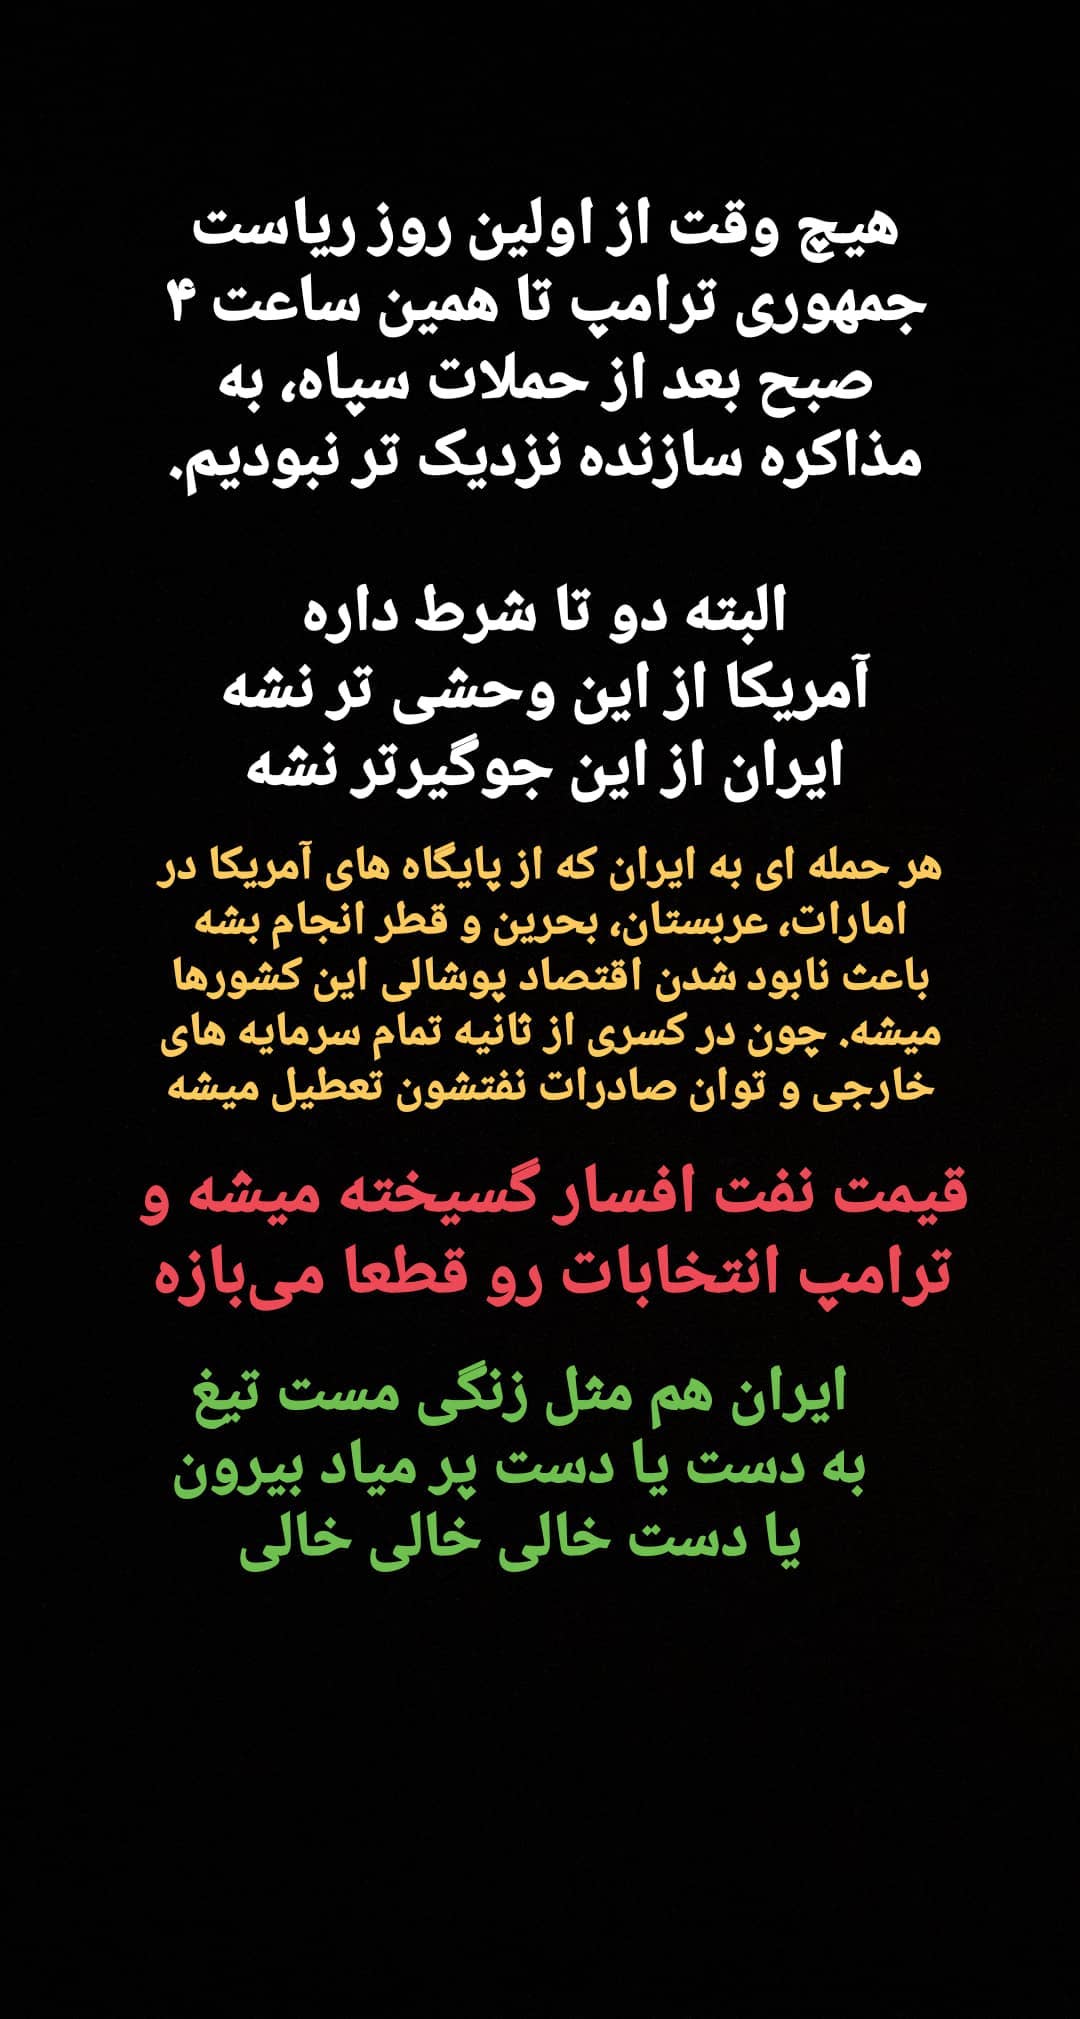 هیچ وقت از اولین روز ریاست
جمهوری ترامپ تا همین ساعت ۴
صبح بعد از حملات سپاه، به
مذاکره سازنده نزدیک تر نبودیم.
البته دو تا شرط داره
آمریکا از این وحشی تر نشه
ایران از این جوگیرتر نشه
هر حمله ای به ایران که از پایگاه های آمریکا در
امارات، عربستان، بحرین و قطر انجام بشه
باعث نابود شدن اقتصاد پوشالی این کشورها
میشه. چون در کسری از ثانیه تمام سرمایه های
خارجی و توان صادرات نفتشون تعطیل میشه
قیمت نفت افسار گسیخته میشه و
ترامپ انتخابات رو قطعا می‌بازه
ایران هم مثل زنگی مست تیغ
به دست یا دست پر میاد بیرون
یا دست خالی خالی خالی